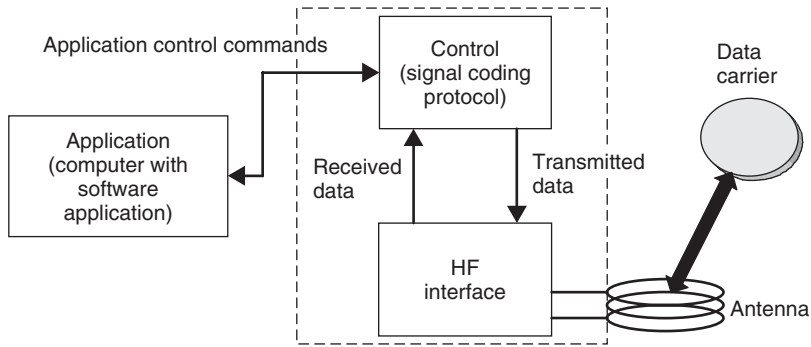 Application control commands
Control
(signal coding
protocol)
Data
carrier
Application
(computer with
software
application)
Received
data
Transmitted
data
HF
interface
Antenna